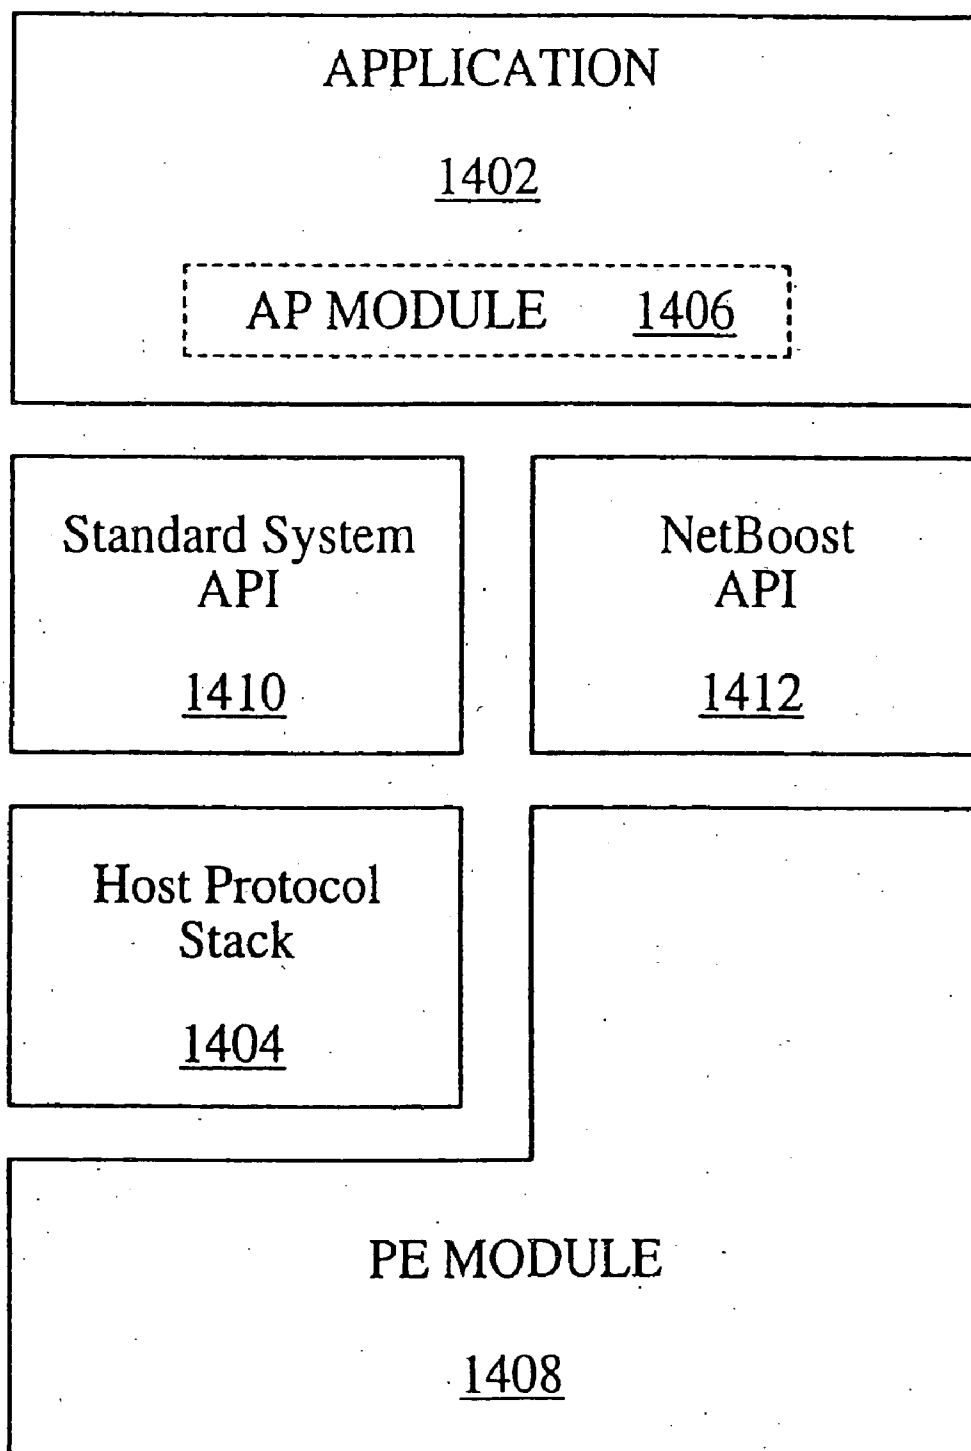 APPLICATION
1402
AP MODULE 1406
Standard System
API
1410
NetBoost
API
1412
Host Protocol
Stack
1404
PE MODULE
1408